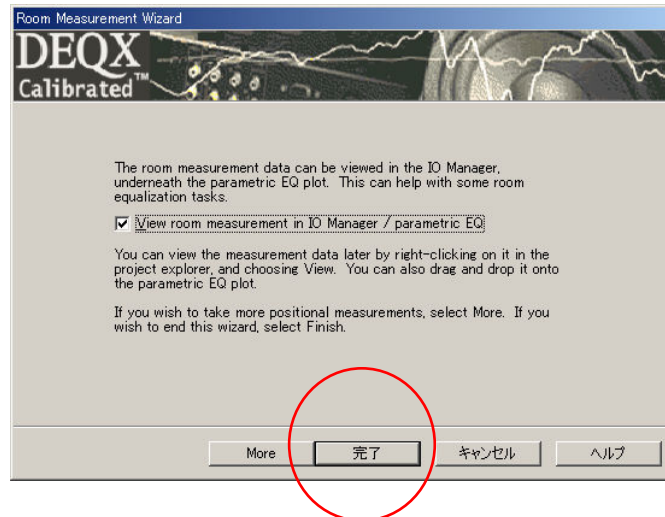 Room Measurement Wizard
DEQX
Calibrated™
The room measurement data can be viewed in the IO Manager,
underneath the parametric EQ plot. This can help with some room
equalization tasks.
View room measurement in IO Manager / parametric EQ
You can view the measurement data later by right-clicking on it in the
project explorer, and choosing View. You can also drag and drop it onto
the parametric EQ plot.
If you wish to take more positional measurements, select More. If you
wish to end this wizard, select Finish.
More 完了 キャンセル ヘルプ